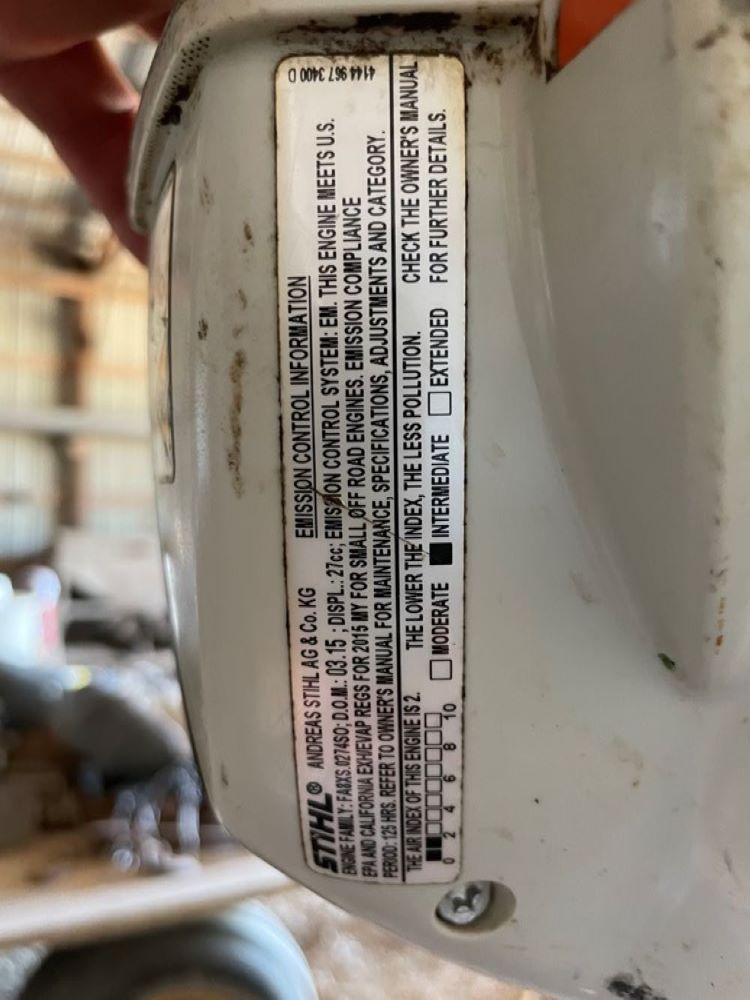 4144 967 3400 D
EMISSION CONTROL INFORMATION
STIHL® ANDREAS STIHL AG & Co. KG
ENGINE FAMILY: FA8XS.0274SO; D.O.M.: 03.15 ; DISPL.: 27cc; EMISSION CONTROL SYSTEM: EM. THIS ENGINE MEETS U.S.
EPA AND CALIFORNIA EXH/EVAP REGS FOR 2015 MY FOR SMALL OFF ROAD ENGINES. EMISSION COMPLIANCE
PERIOD: 125 HRS. REFER TO OWNER'S MANUAL FOR MAINTENANCE, SPECIFICATIONS, ADJUSTMENTS AND CATEGORY.
THE AIR INDEX OF THIS ENGINE IS 2. THE LOWER THE INDEX, THE LESS POLLUTION. CHECK THE OWNER'S MANUAL
MODERATE INTERMEDIATE EXTENDED FOR FURTHER DETAILS.
0 2 4 6 8 10